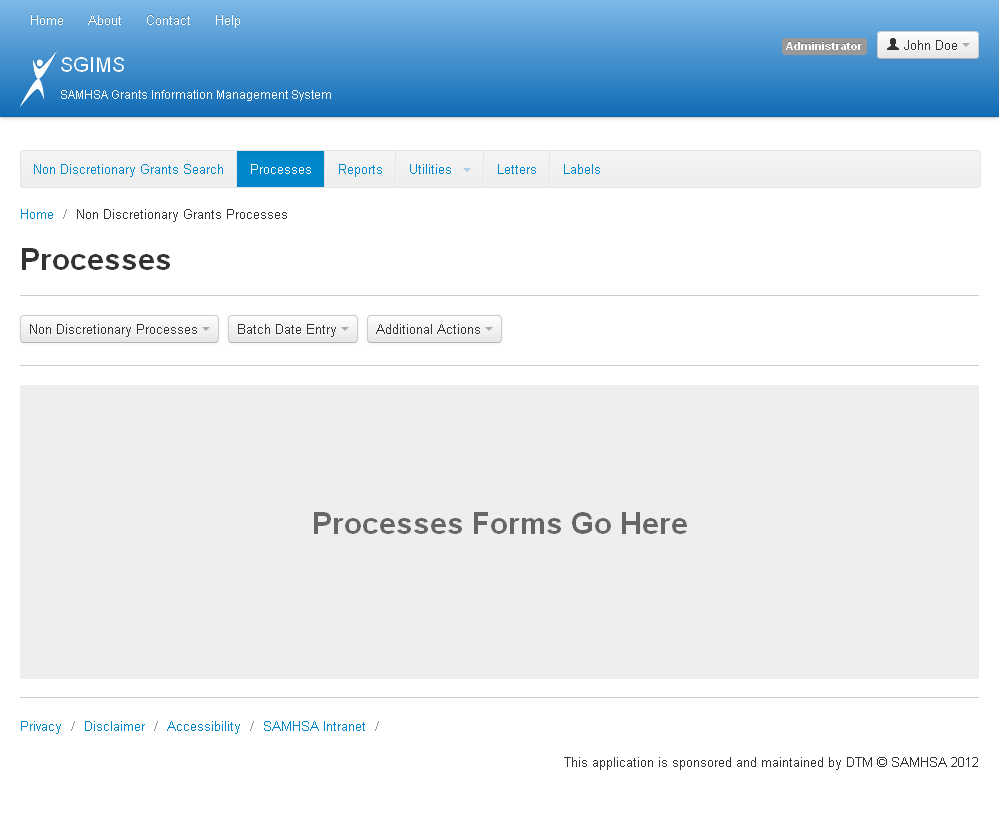 Home About Contact Help
Administrator John Doe
SGIMS
SAMHSA Grants Information Management System
Non Discretionary Grants Search Processes Reports Utilities Letters Labels
Home / Non Discretionary Grants Processes
Processes
Non Discretionary Processes Batch Date Entry Additional Actions
Processes Forms Go Here
Privacy / Disclaimer / Accessibility / SAMHSA Intranet /
This application is sponsored and maintained by DTM © SAMHSA 2012